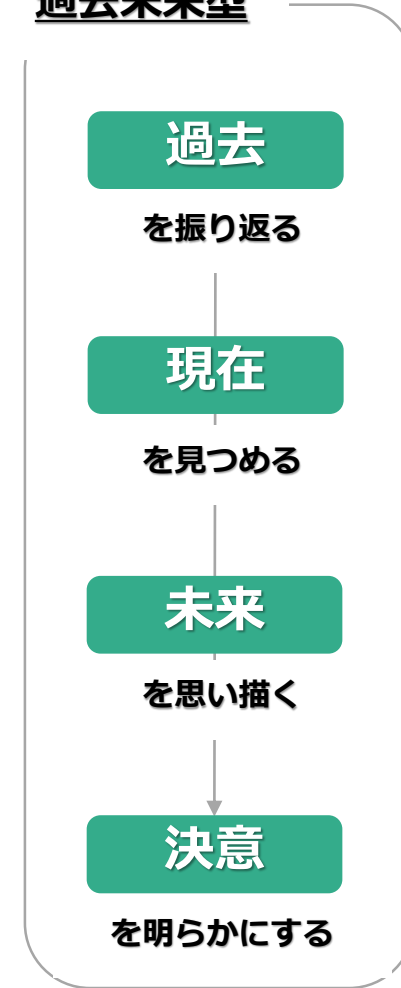 過去未来型
過去
を振り返る
現在
を見つめる
未来
を思い描く
決意
を明らかにする